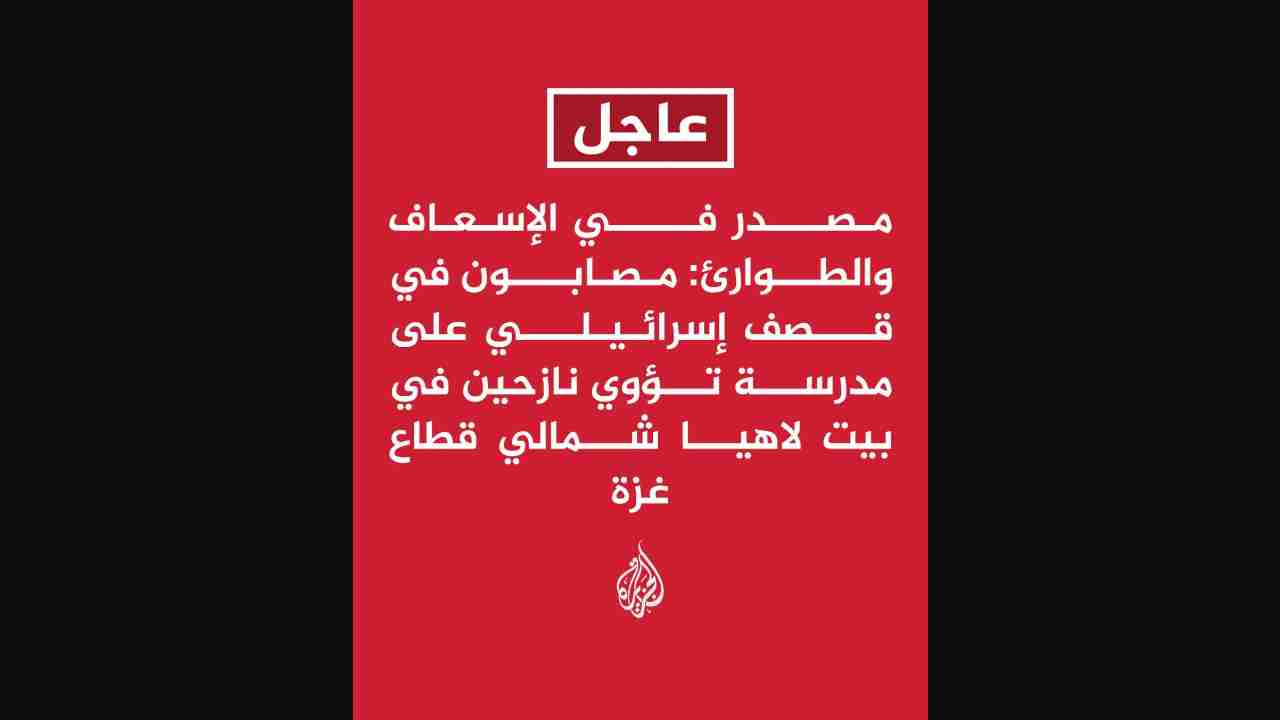 عاجل
مصدر في الإسعاف
والطوارئ: مصابون في
قصف إسرائيلي على
مدرسة تؤوي نازحين في
بيت لاهيا شمالي قطاع
غزة
الجزيرة